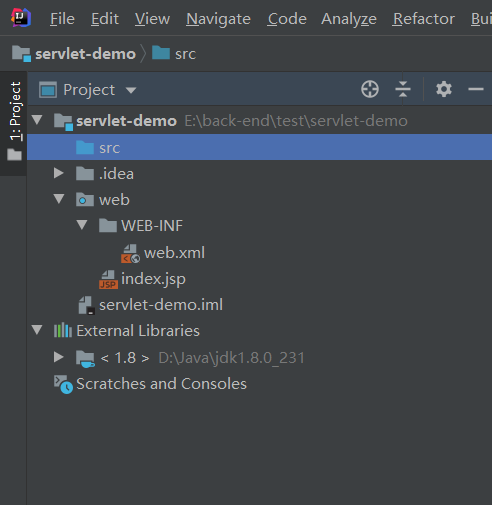 IJ File Edit View Navigate Code Analyze Refactor Bui
servlet-demo src
1: Project
Project
servlet-demo E:\back-end\test\servlet-demo
src
.idea
web
WEB-INF
web.xml
JSP index.jsp
servlet-demo.iml
External Libraries
< 1.8 > D:\Java\jdk1.8.0_231
Scratches and Consoles